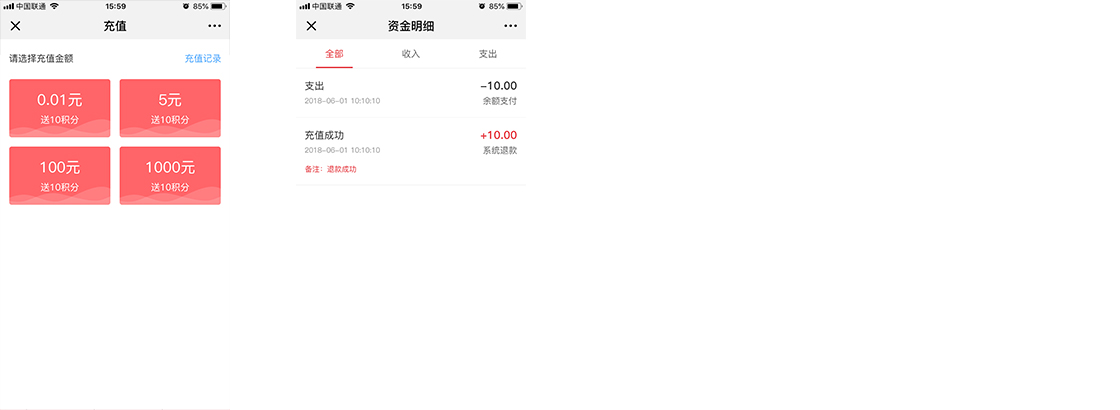 中国联通 15:59 85%
充值
请选择充值金额 充值记录
0.01元
送10积分
5元
送10积分
100元
送10积分
1000元
送10积分
中国联通 15:59 85%
资金明细
全部 收入 支出
支出 -10.00
2018-06-01 10:10:10 余额支付
充值成功 +10.00
2018-06-01 10:10:10 系统退款
备注：退款成功